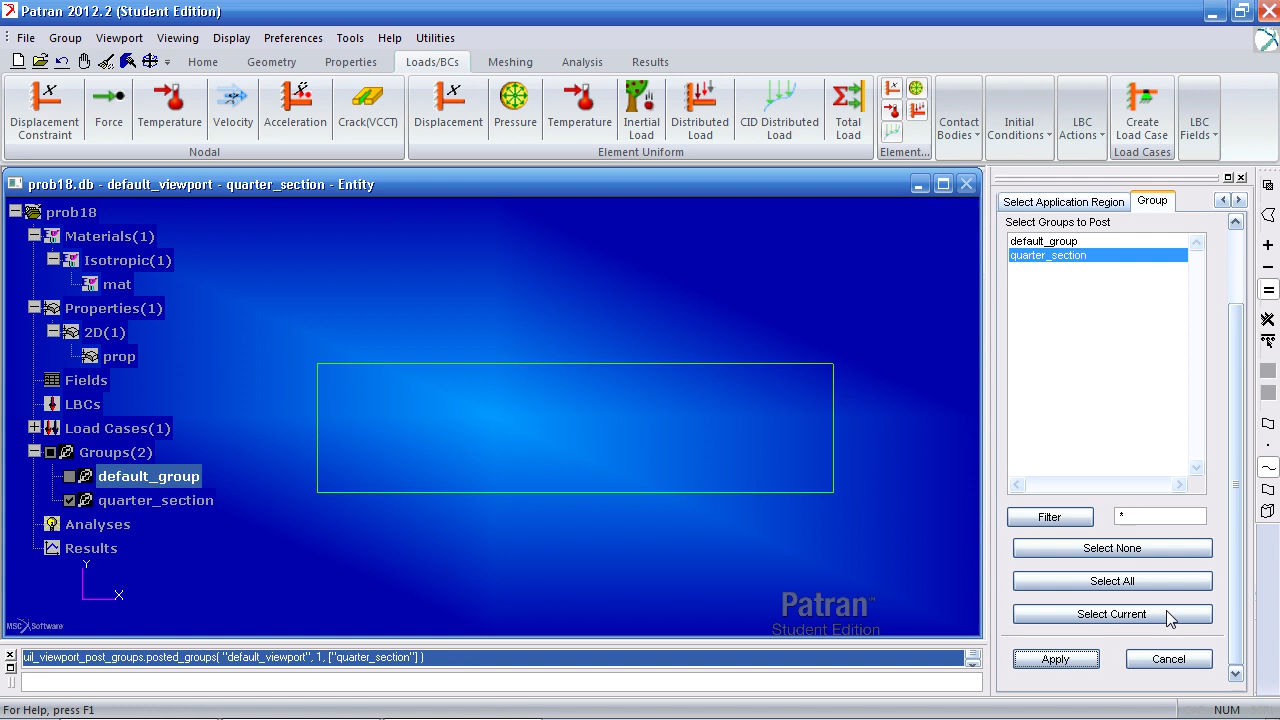 Patran 2012.2 (Student Edition)
File Group Viewport Viewing Display Preferences Tools Help Utilities
Home Geometry Properties Loads/BCs Meshing Analysis Results
Displacement Constraint
Force
Temperatu
elocity
Acceleration
Crack(VCCT)
Nodal
Displacement
Pressure
Temperature
Inertial Load
Distributed Load
CID Distributed Load
Total Load
Element Uniform
Element...
Contact Bodies
Initial Conditions
LBC Actions
Create Load Case
Load Cases
LBC Fields
prob18.db - default_viewport - quarter_section - Entity
prob18
Materials(1)
Isotropic(1)
mat
Properties(1)
2D(1)
prop
Fields
LBCs
Load Cases(1)
Groups(2)
default_group
quarter_section
Analyses
Results
Y
X
MSC Software
Patran™
Student Edition
Select Application Region Group
Select Groups to Post
default_group
quarter_section
Filter *
Select None
Select All
Select Current
Apply Cancel
uil_viewport_post_groups.posted_groups( "default_viewport", 1, ["quarter_section"] )
For Help, press F1
NUM